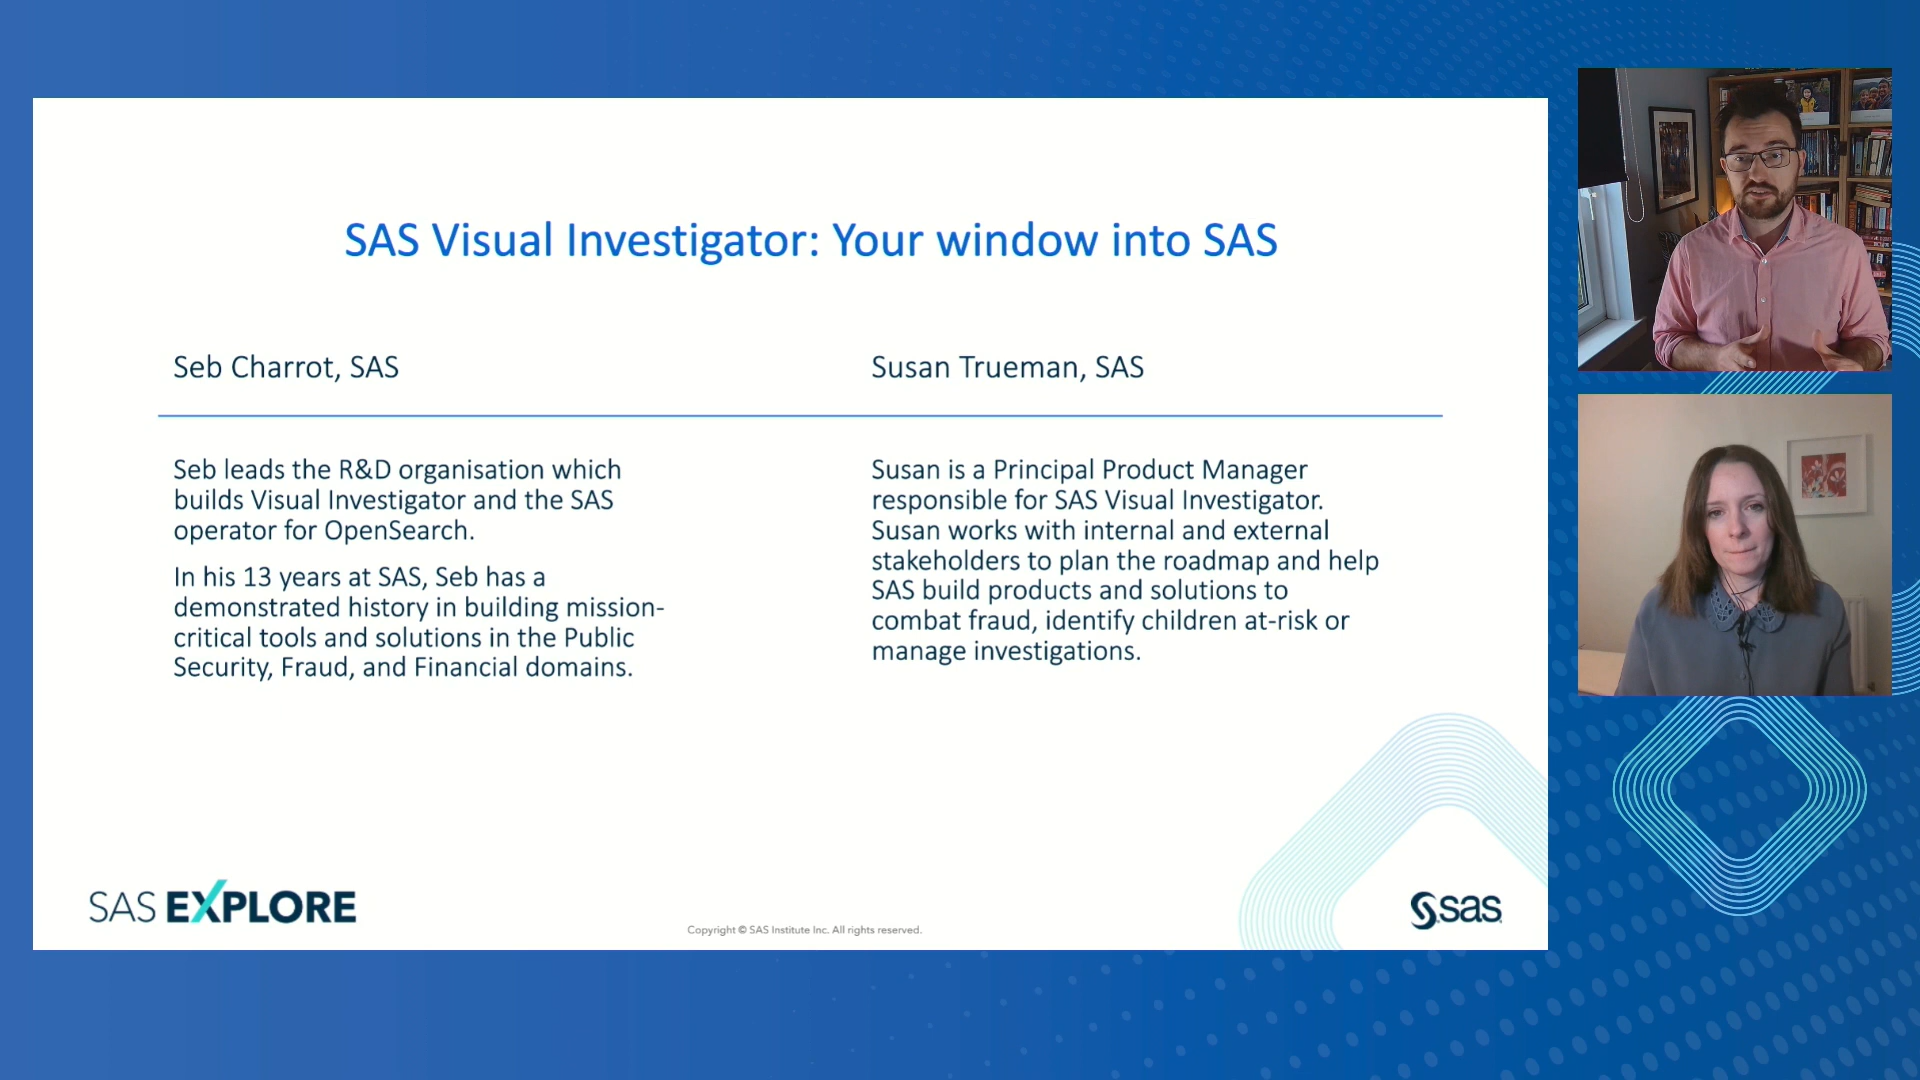 SAS Visual Investigator: Your window into SAS
Seb Charrot, SAS
Seb leads the R&D organisation which
builds Visual Investigator and the SAS
operator for OpenSearch.
In his 13 years at SAS, Seb has a
demonstrated history in building mission-
critical tools and solutions in the Public
Security, Fraud, and Financial domains.
Susan Trueman, SAS
Susan is a Principal Product Manager
responsible for SAS Visual Investigator.
Susan works with internal and external
stakeholders to plan the roadmap and help
SAS build products and solutions to
combat fraud, identify children at-risk or
manage investigations.
SAS EXPLORE
Copyright © SAS Institute Inc. All rights reserved.
sas